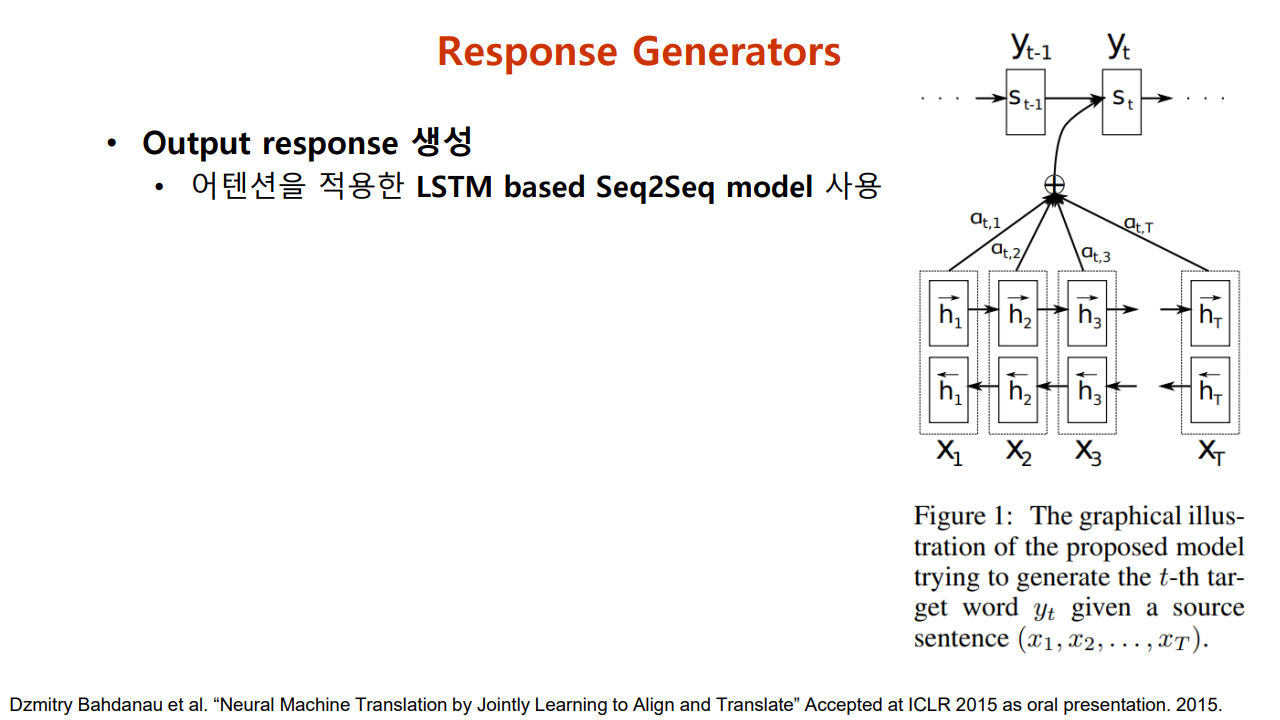 Response Generators
• Output response 생성
• 어텐션을 적용한 LSTM based Seq2Seq model 사용
y_{t-1} y_t
. . . s_{t-1} s_t . . .
⊕
a_{t,1} a_{t,2} a_{t,3} a_{t,T}
\overrightarrow{h}_1 \overrightarrow{h}_2 \overrightarrow{h}_3 \overrightarrow{h}_T
\overleftarrow{h}_1 \overleftarrow{h}_2 \overleftarrow{h}_3 \overleftarrow{h}_T
x_1 x_2 x_3 x_T
Figure 1: The graphical illus-
tration of the proposed model
trying to generate the t-th tar-
get word y_t given a source
sentence (x_1, x_2, . . . , x_T).
Dzmitry Bahdanau et al. “Neural Machine Translation by Jointly Learning to Align and Translate” Accepted at ICLR 2015 as oral presentation. 2015.